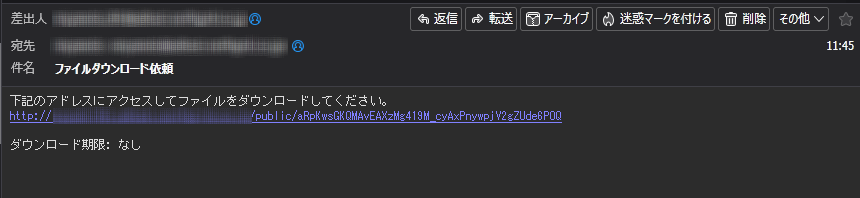 差出人
返信 転送 アーカイブ 迷惑マークを付ける 削除 その他
宛先
11:45
件名 ファイルダウンロード依頼
下記のアドレスにアクセスしてファイルをダウンロードしてください。
http:// /public/aRpKwsGKQMAvEAXzMg419M_cyAxPnywpjV2gZUde6POQ
ダウンロード期限: なし